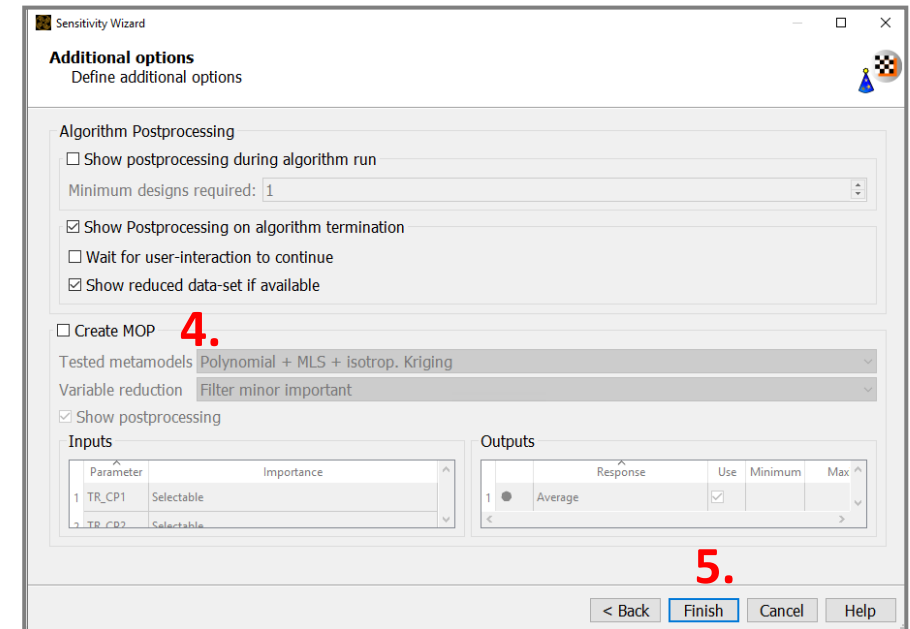 Sensitivity Wizard
Additional options
Define additional options
Algorithm Postprocessing
Show postprocessing during algorithm run
Minimum designs required: 1
Show Postprocessing on algorithm termination
Wait for user-interaction to continue
Show reduced data-set if available
Create MOP 4.
Tested metamodels Polynomial + MLS + isotrop. Kriging
Variable reduction Filter minor important
Show postprocessing
Inputs Outputs
Parameter Importance Response Use Minimum Max
1 TR_CP1 Selectable 1 Average
2 TR_CP2 Selectable
5.
< Back Finish Cancel Help